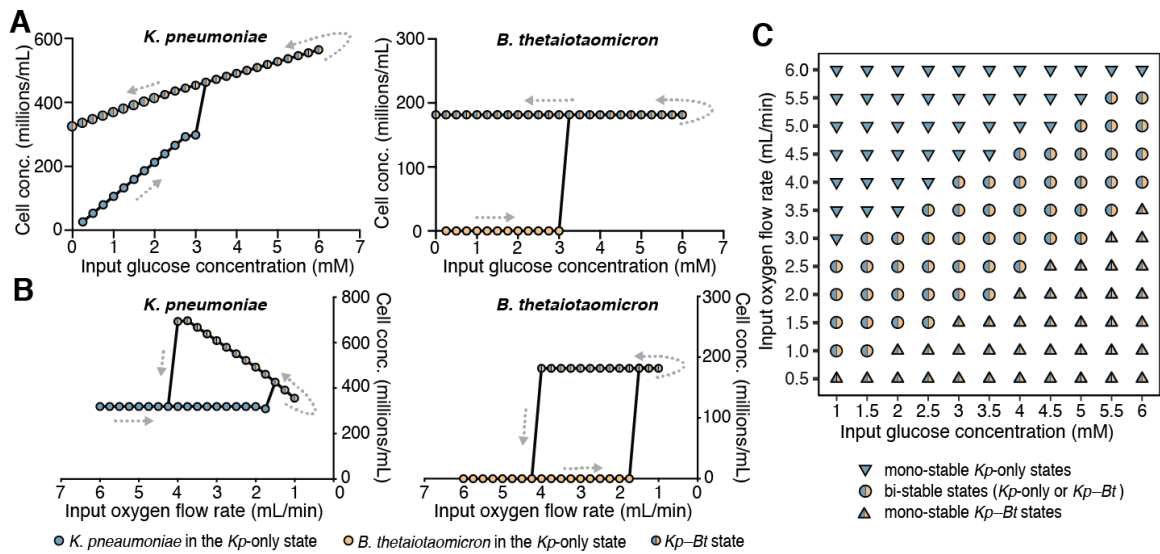 A
K. pneumoniae
Cell conc. (millions/mL)
600
400
200
0
0 1 2 3 4 5 6 7
Input glucose concentration (mM)
B. thetaiotaomicron
Cell conc. (millions/mL)
300
200
100
0
0 1 2 3 4 5 6 7
Input glucose concentration (mM)
B
K. pneumoniae
Cell conc. (millions/mL)
800
600
400
200
0
7 6 5 4 3 2 1 0
Input oxygen flow rate (mL/min)
B. thetaiotaomicron
Cell conc. (millions/mL)
300
200
100
0
7 6 5 4 3 2 1 0
Input oxygen flow rate (mL/min)
K. pneaumoniae in the Kp-only state
B. thetaiotaomicron in the Kp-only state
Kp–Bt state
C
Input oxygen flow rate (mL/min)
6.0
5.5
5.0
4.5
4.0
3.5
3.0
2.5
2.0
1.5
1.0
0.5
1 1.5 2 2.5 3 3.5 4 4.5 5 5.5 6
Input glucose concentration (mM)
mono-stable Kp-only states
bi-stable states (Kp-only or Kp–Bt)
mono-stable Kp–Bt states